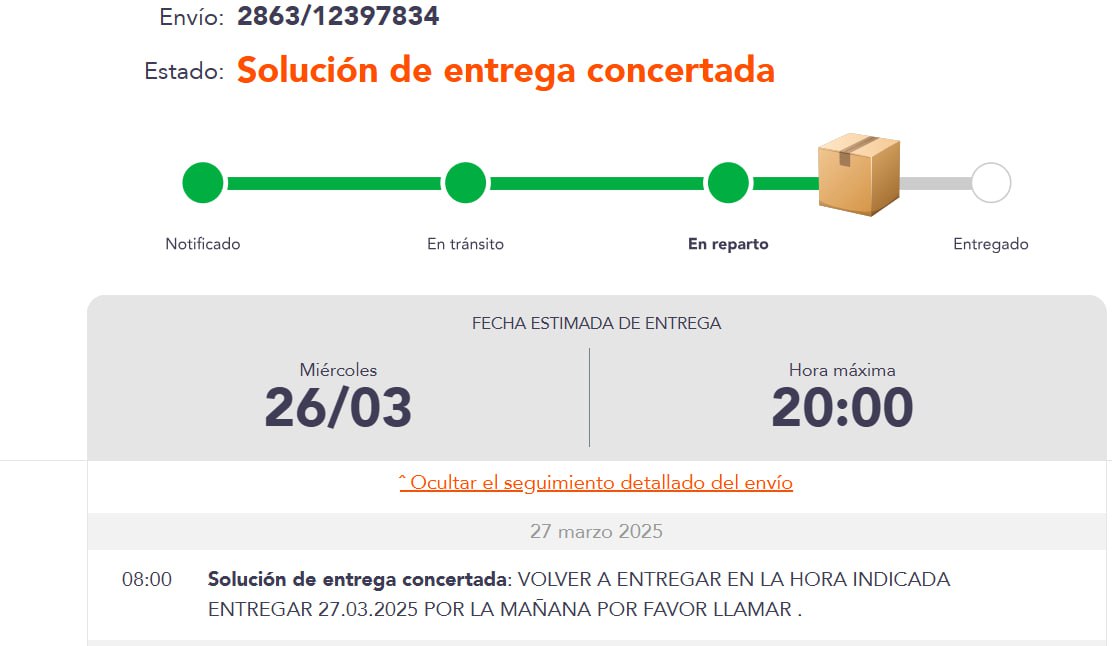 Envío: 2863/12397834
Estado: Solución de entrega concertada
Notificado En tránsito En reparto Entregado
FECHA ESTIMADA DE ENTREGA
Miércoles Hora máxima
26/03 20:00
ˆ Ocultar el seguimiento detallado del envío
27 marzo 2025
08:00 Solución de entrega concertada: VOLVER A ENTREGAR EN LA HORA INDICADA
ENTREGAR 27.03.2025 POR LA MAÑANA POR FAVOR LLAMAR .